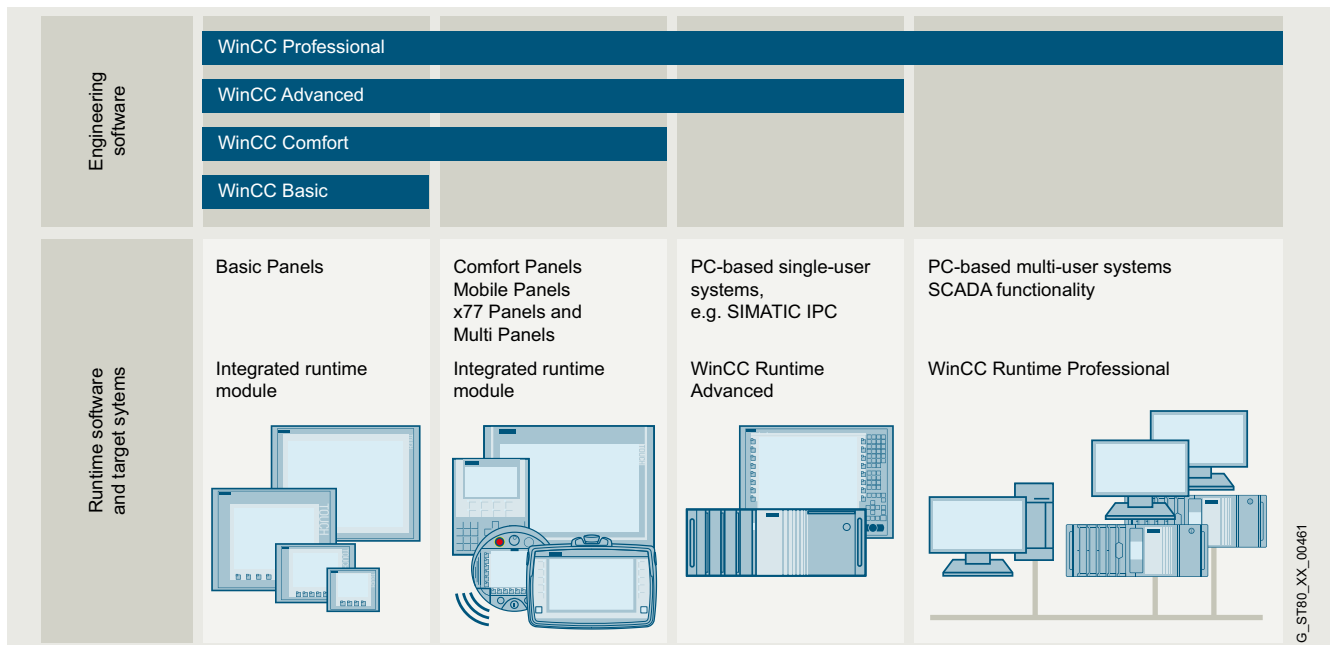 Engineering
software
WinCC Professional
WinCC Advanced
WinCC Comfort
WinCC Basic
Runtime software
and target sytems
Basic Panels
Integrated runtime
module
Comfort Panels
Mobile Panels
x77 Panels and
Multi Panels
Integrated runtime
module
PC-based single-user
systems,
e.g. SIMATIC IPC
WinCC Runtime
Advanced
PC-based multi-user systems
SCADA functionality
WinCC Runtime Professional
TOUCH
TOUCH
G_ST80_XX_00461